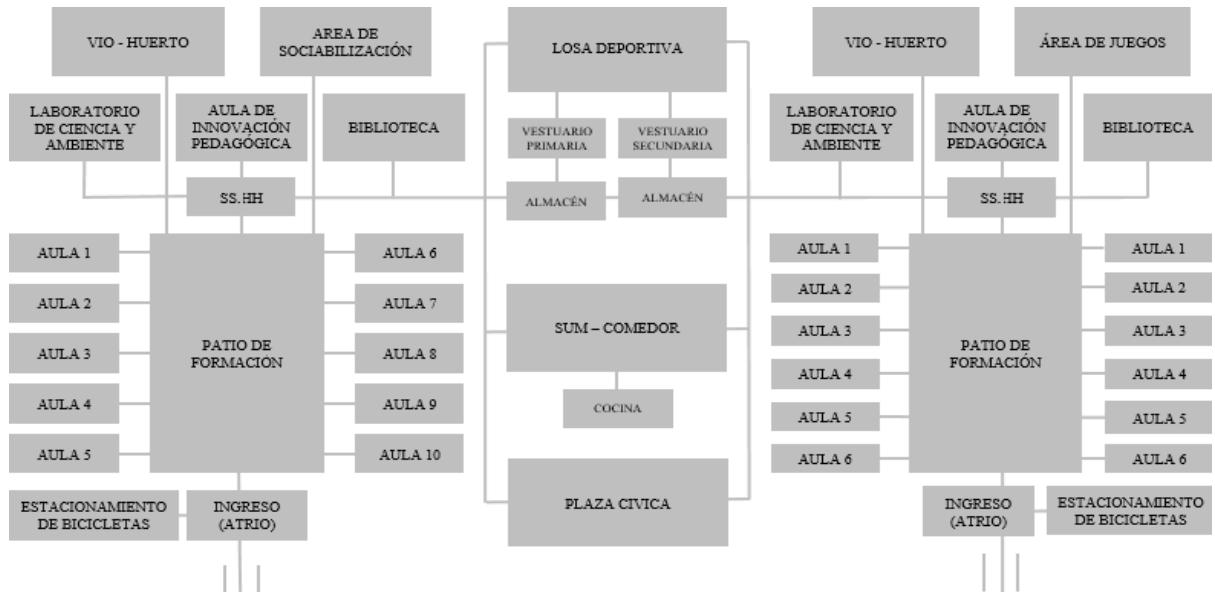 VIO - HUERTO
AREA DE
SOCIABILIZACIÓN
LABORATORIO
DE CIENCIA Y
AMBIENTE
AULA DE
INNOVACIÓN
PEDAGÓGICA
BIBLIOTECA
SS.HH
AULA 1
AULA 2
AULA 3
AULA 4
AULA 5
PATIO DE
FORMACIÓN
AULA 6
AULA 7
AULA 8
AULA 9
AULA 10
ESTACIONAMIENTO
DE BICICLETAS
INGRESO
(ATRIO)
LOSA DEPORTIVA
VESTUARIO
PRIMARIA
VESTUARIO
SECUNDARIA
ALMACÉN
ALMACÉN
SUM – COMEDOR
COCINA
PLAZA CIVICA
VIO - HUERTO
ÁREA DE JUEGOS
LABORATORIO
DE CIENCIA Y
AMBIENTE
AULA DE
INNOVACIÓN
PEDAGÓGICA
BIBLIOTECA
SS.HH
AULA 1
AULA 2
AULA 3
AULA 4
AULA 5
AULA 6
PATIO DE
FORMACIÓN
AULA 1
AULA 2
AULA 3
AULA 4
AULA 5
AULA 6
INGRESO
(ATRIO)
ESTACIONAMIENTO
DE BICICLETAS